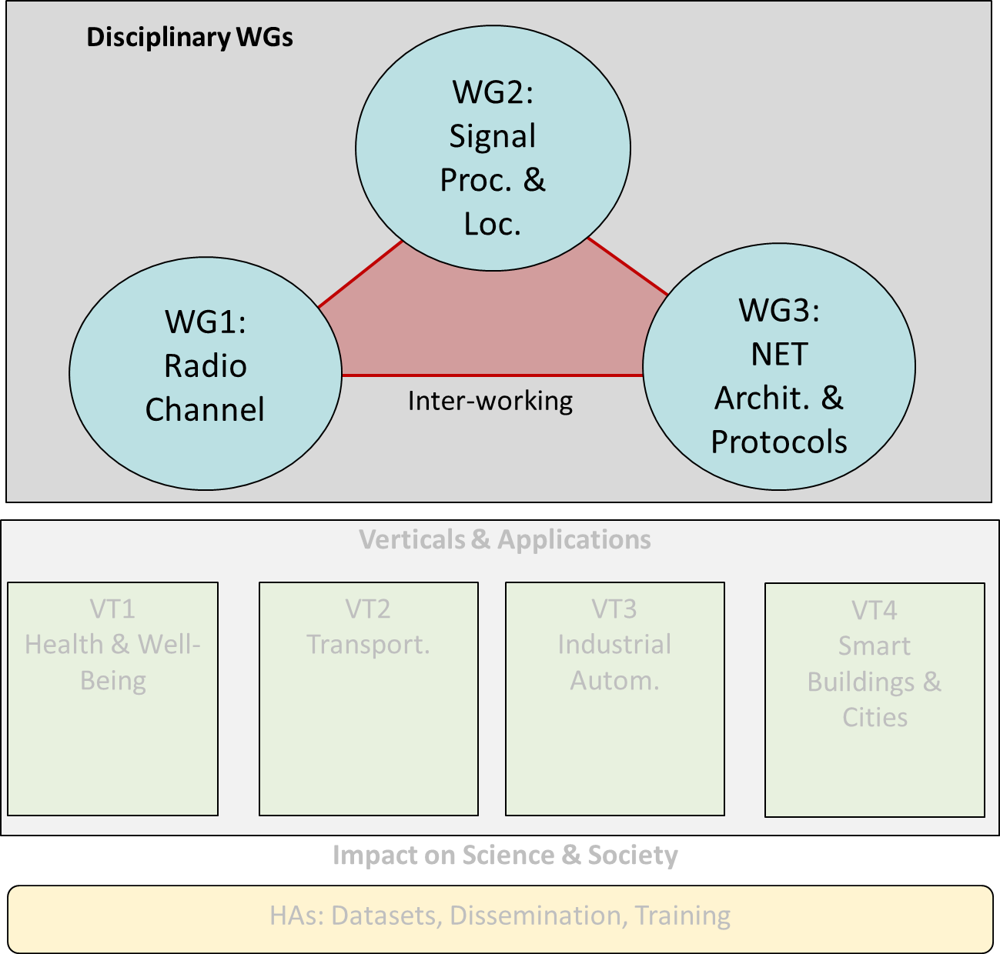 Disciplinary WGs
WG2:
Signal
Proc. &
Loc.
WG1:
Radio
Channel
WG3:
NET
Archit. &
Protocols
Inter-working
Verticals & Applications
VT1
Health & Well-
Being
VT2
Transport.
VT3
Industrial
Autom.
VT4
Smart
Buildings &
Cities
Impact on Science & Society
HAs: Datasets, Dissemination, Training